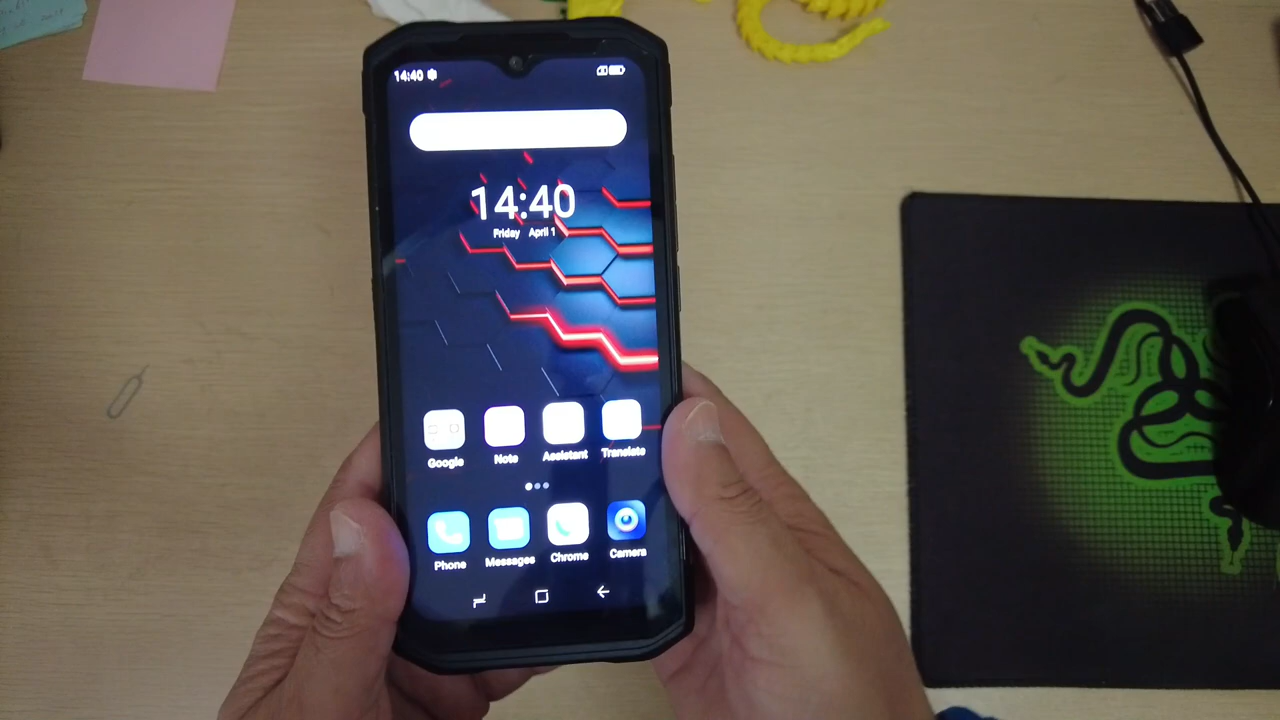 14:40
14:40
Friday April 1
Google Note Assistant Translate
Phone Messages Chrome Camera